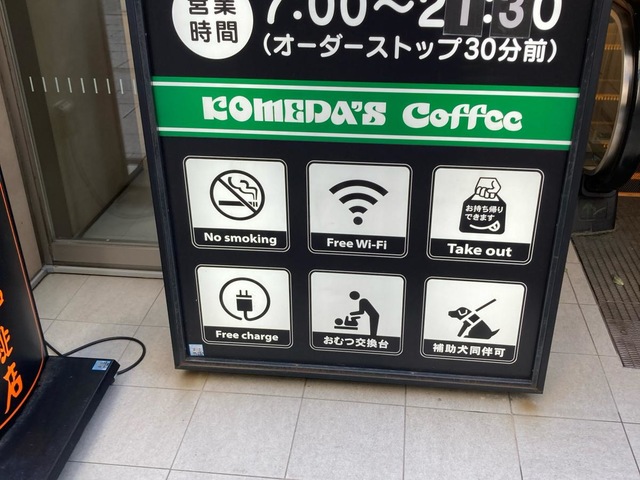 営業
時間
7:00〜21:30
(オーダーストップ30分前)
KOMEDA'S Coffee
No smoking
Free Wi-Fi
お持ち帰り
できます
Take out
Free charge
おむつ交換台
補助犬同伴可
店